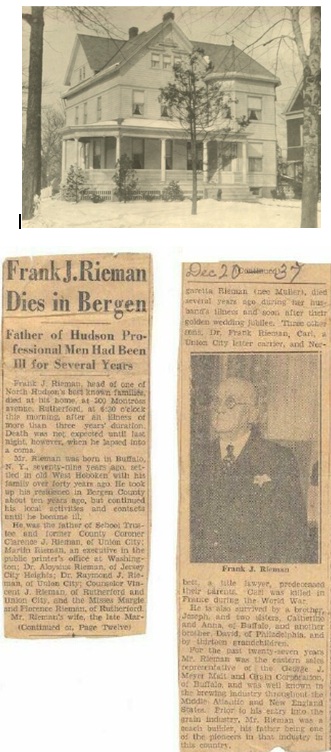 Frank J. Rieman
Dies in Bergen
Father of Hudson Pro-
fessional Men Had Been
Ill for Several Years
Frank J. Rieman, head of one of
North Hudson's best known families,
died at his home, at 300 Montross
avenue, Rutherford, at 4:30 o'clock
this morning, after an illness of
more than three years' duration.
Death was not expected until last
night, however, when he lapsed into
a coma.
Mr. Rieman was born in Buffalo,
N. Y., seventy-nine years ago, set-
tled in old West Hoboken with his
family over forty years ago. He took
up his residence in Bergen County
about ten years ago, but continued
his local activities and contacts
until he became ill.
He was the father of School Trus-
tee and former County Coroner
Clarence J. Rieman, of Union City;
Martin Rieman, an executive in the
public printer's office at Washing-
ton; Dr. Aloysius Rieman, of Jersey
City Heights; Dr. Raymond J. Rie-
man, of Union City; Counselor Vin-
cent J. Rieman, of Rutherford and
Union City, and the Misses Margie
and Florence Rieman, of Rutherford.
Mr. Rieman's wife, the late Mar-
(Continued on Page Twelve)
Dec 20 Continued 37
garetta Rieman (nee Muller), died
several years ago during her hus-
band's illness and soon after their
golden wedding jubilee. Three other
sons, Dr. Frank Rieman, Carl, a
Union City letter carrier, and Nor-
Frank J. Rieman
bert, a title lawyer, predeceased
their parents. Carl was killed in
France during the World War.
He is also survived by a brother,
Joseph, and two sisters, Catherine
and Anna, of Buffalo, and another
brother, David, of Philadelphia, and
by thirteen grandchildren.
For the past twenty-seven years
Mr. Rieman was the eastern sales
representative of the George J.
Meyer Malt and Grain Corporation,
of Buffalo, and was well known in
the brewing industry throughout the
Middle Atlantic and New England
States. Prior to his entry into the
grain industry, Mr. Rieman was a
coach builder, his father being one
of the pioneers in that industry in
this country.